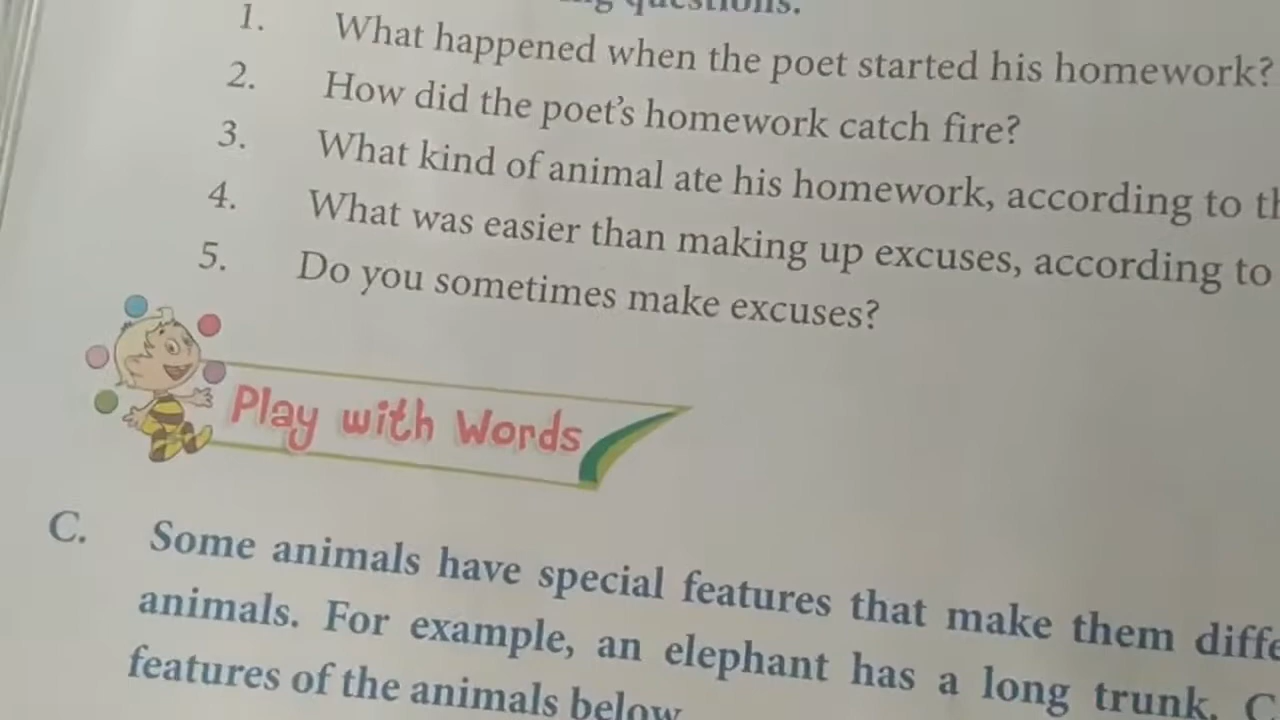 questions.
1. What happened when the poet started his homework?
2. How did the poet's homework catch fire?
3. What kind of animal ate his homework, according to
4. What was easier than making up excuses, according to
5. Do you sometimes make excuses?
Play with Words
C. Some animals have special features that make them
animals. For example, an elephant has a long trunk.
features of the animals below